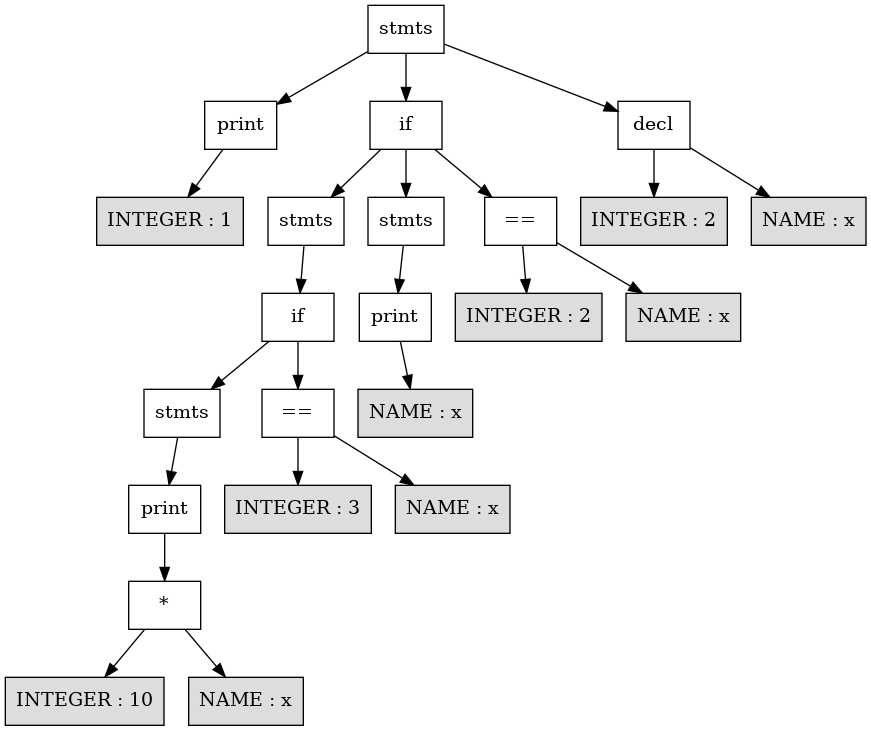 stmts
print
if
decl
INTEGER : 1
stmts
stmts
==
INTEGER : 2
NAME : x
if
print
INTEGER : 2
NAME : x
stmts
==
NAME : x
print
INTEGER : 3
NAME : x
*
INTEGER : 10
NAME : x